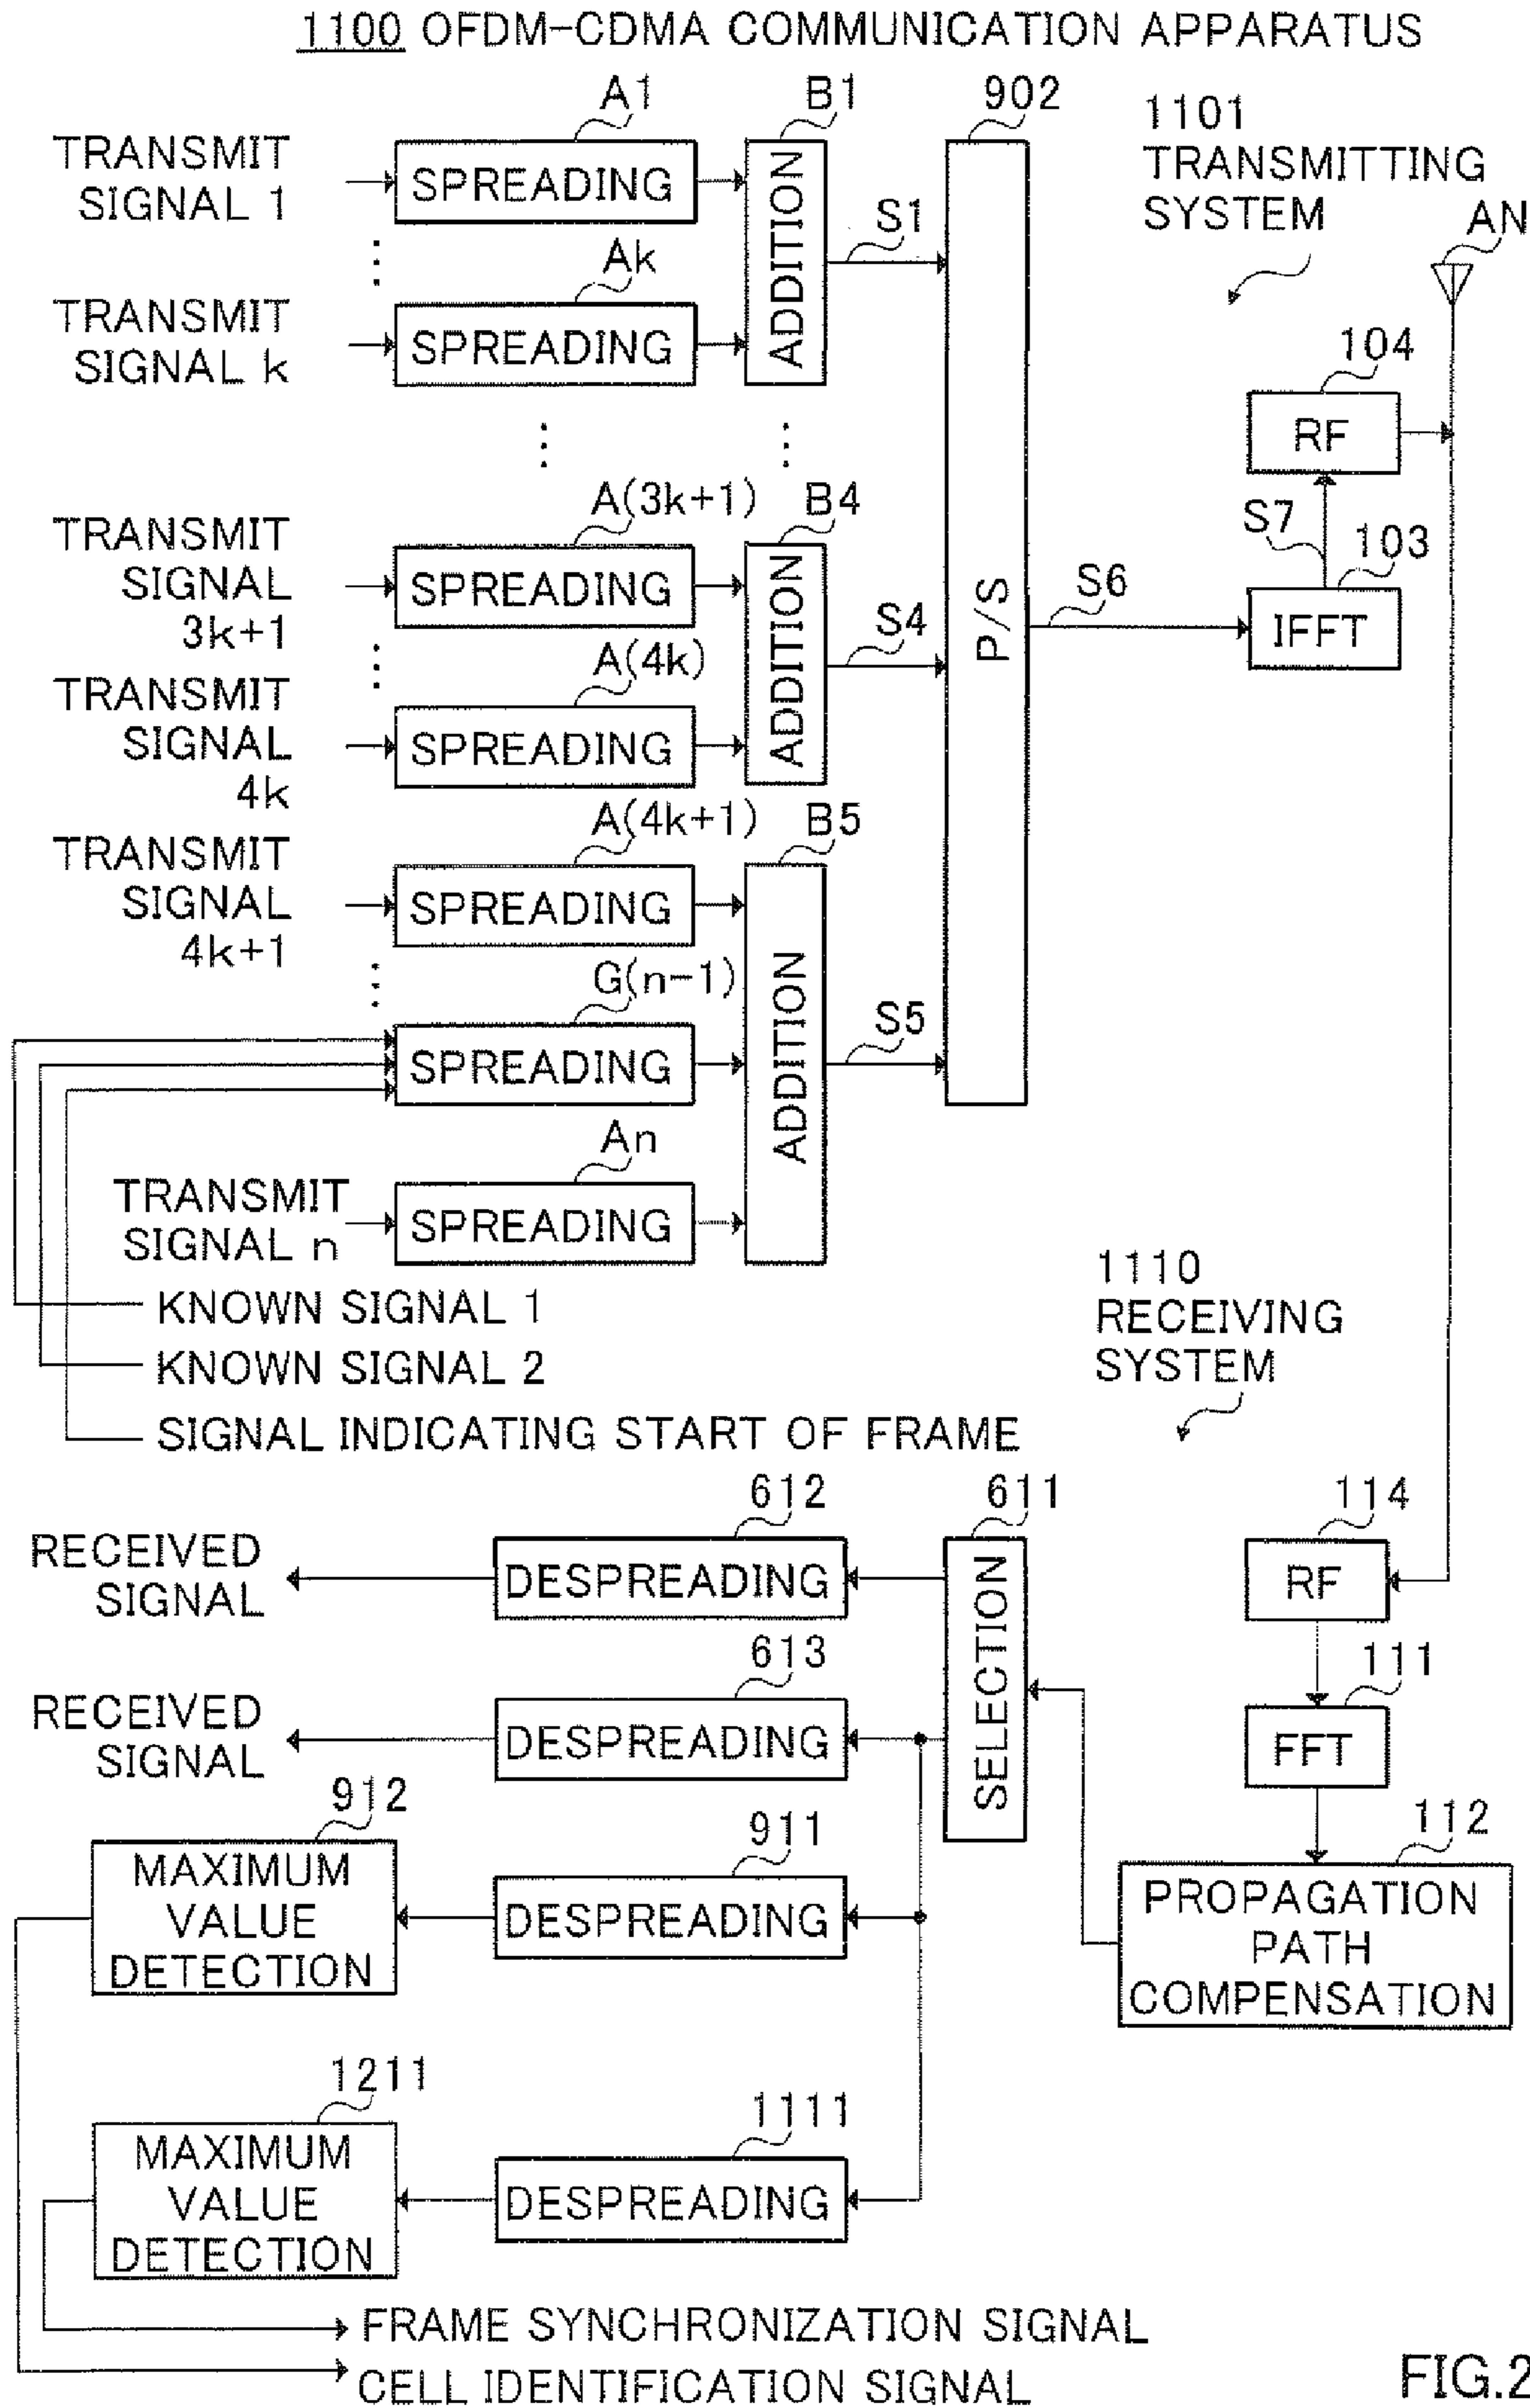 1100 OFDM-CDMA COMMUNICATION APPARATUS
A1
B1
902
1101
TRANSMITTING
SYSTEM
TRANSMIT
SIGNAL 1
SPREADING
ADDITION
S1
AN
Ak
TRANSMIT
SIGNAL k
SPREADING
104
RF
A(3k+1)
B4
S7
103
TRANSMIT
SIGNAL
3k+1
SPREADING
ADDITION
S4
P/S
S6
IFFT
A(4k)
TRANSMIT
SIGNAL
4k
SPREADING
A(4k+1)
B5
TRANSMIT
SIGNAL
4k+1
SPREADING
ADDITION
G(n-1)
SPREADING
S5
An
TRANSMIT
SIGNAL n
SPREADING
KNOWN SIGNAL 1
KNOWN SIGNAL 2
SIGNAL INDICATING START OF FRAME
1110
RECEIVING
SYSTEM
612
611
114
RECEIVED
SIGNAL
DESPREADING
SELECTION
RF
613
111
RECEIVED
SIGNAL
DESPREADING
FFT
912
911
112
MAXIMUM
VALUE
DETECTION
DESPREADING
PROPAGATION
PATH
COMPENSATION
1211
1111
MAXIMUM
VALUE
DETECTION
DESPREADING
FRAME SYNCHRONIZATION SIGNAL
CELL IDENTIFICATION SIGNAL
FIG.2